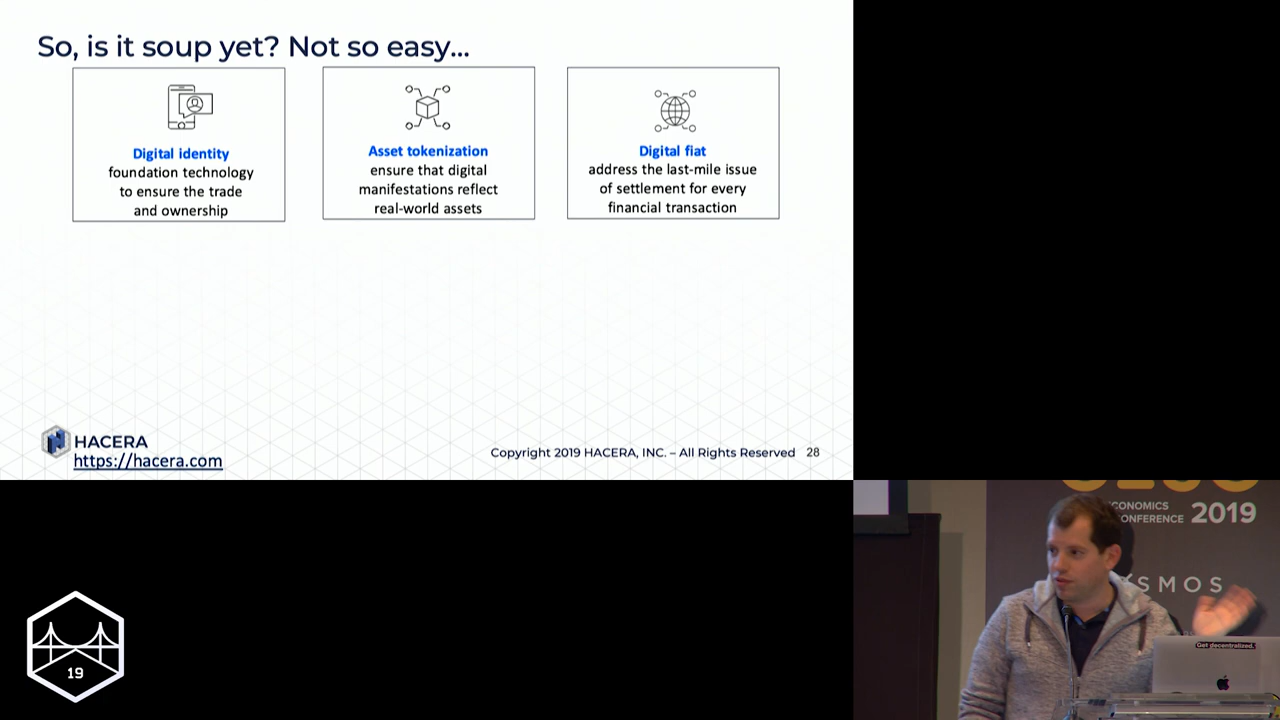 So, is it soup yet? Not so easy...
Digital identity
foundation technology
to ensure the trade
and ownership
Asset tokenization
ensure that digital
manifestations reflect
real-world assets
Digital fiat
address the last-mile issue
of settlement for every
financial transaction
HACERA
https://hacera.com
Copyright 2019 HACERA, INC. – All Rights Reserved 28
CONOMICS
ONFERENCE 2019
SMOS
Get decentralized.
19